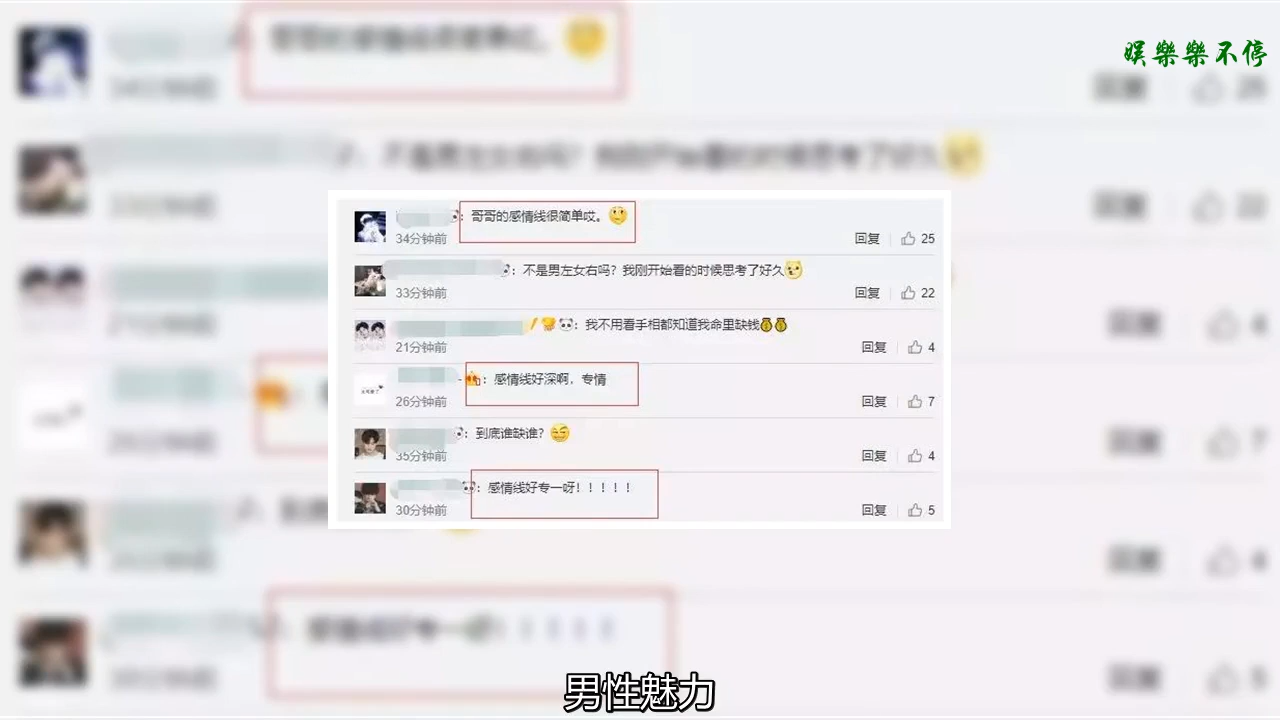 娱樂樂不停
: 哥哥的感情线很简单哎。
34分钟前 回复 25
: 不是男左女右吗？我刚开始看的时候思考了好久
33分钟前 回复 22
: 我不用看手相都知道我命里缺钱
21分钟前 回复 4
: 感情线好深啊，专情
26分钟前 回复 7
: 到底谁缺谁?
35分钟前 回复 4
: 感情线好专一呀！！！！！
30分钟前 回复 5
男性魅力